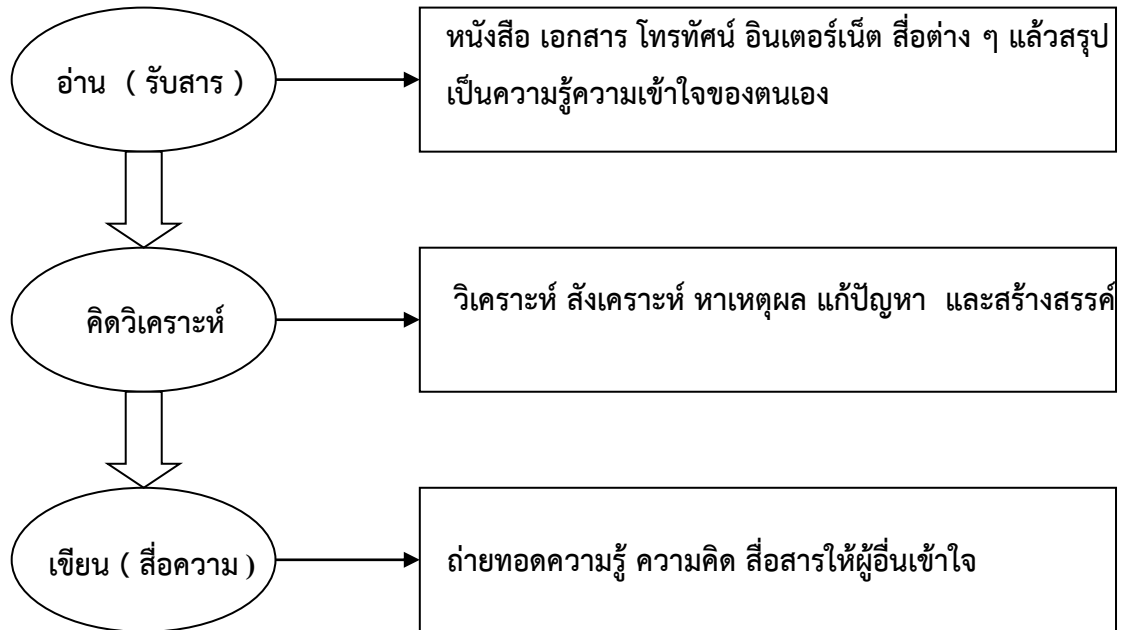 อ่าน ( รับสาร )
หนังสือ เอกสาร โทรทัศน์ อินเตอร์เน็ต สื่อต่าง ๆ แล้วสรุป
เป็นความรู้ความเข้าใจของตนเอง
คิดวิเคราะห์
วิเคราะห์ สังเคราะห์ หาเหตุผล แก้ปัญหา และสร้างสรรค์
เขียน ( สื่อความ )
ถ่ายทอดความรู้ ความคิด สื่อสารให้ผู้อื่นเข้าใจ